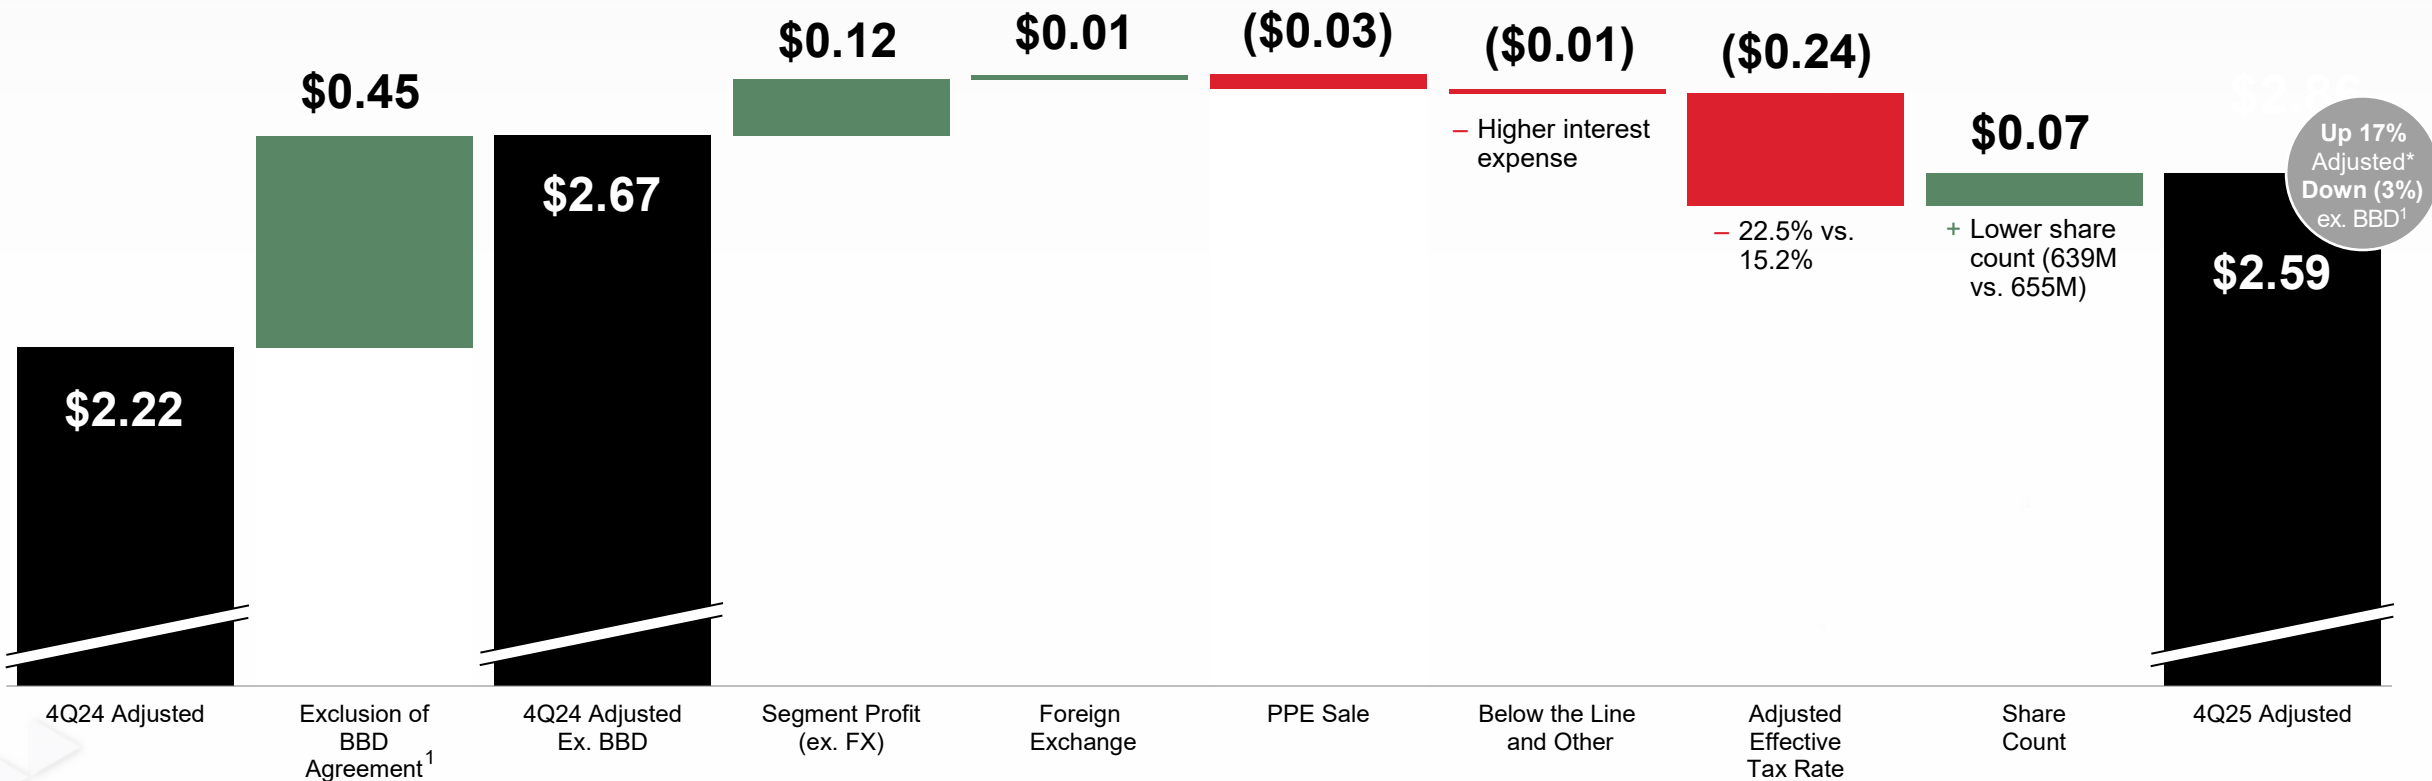 $0.45
$0.12
$0.01
($0.03)
($0.01)
($0.24)
$0.07
$2.22
$2.67
– Higher interest
expense
– 22.5% vs.
15.2%
+ Lower share
count (639M
vs. 655M)
Up 17%
Adjusted*
Down (3%)
ex. BBD1
$2.59
4Q24 Adjusted
Exclusion of
BBD
Agreement1
4Q24 Adjusted
Ex. BBD
Segment Profit
(ex. FX)
Foreign
Exchange
PPE Sale
Below the Line
and Other
Adjusted
Effective
Tax Rate
Share
Count
4Q25 Adjusted